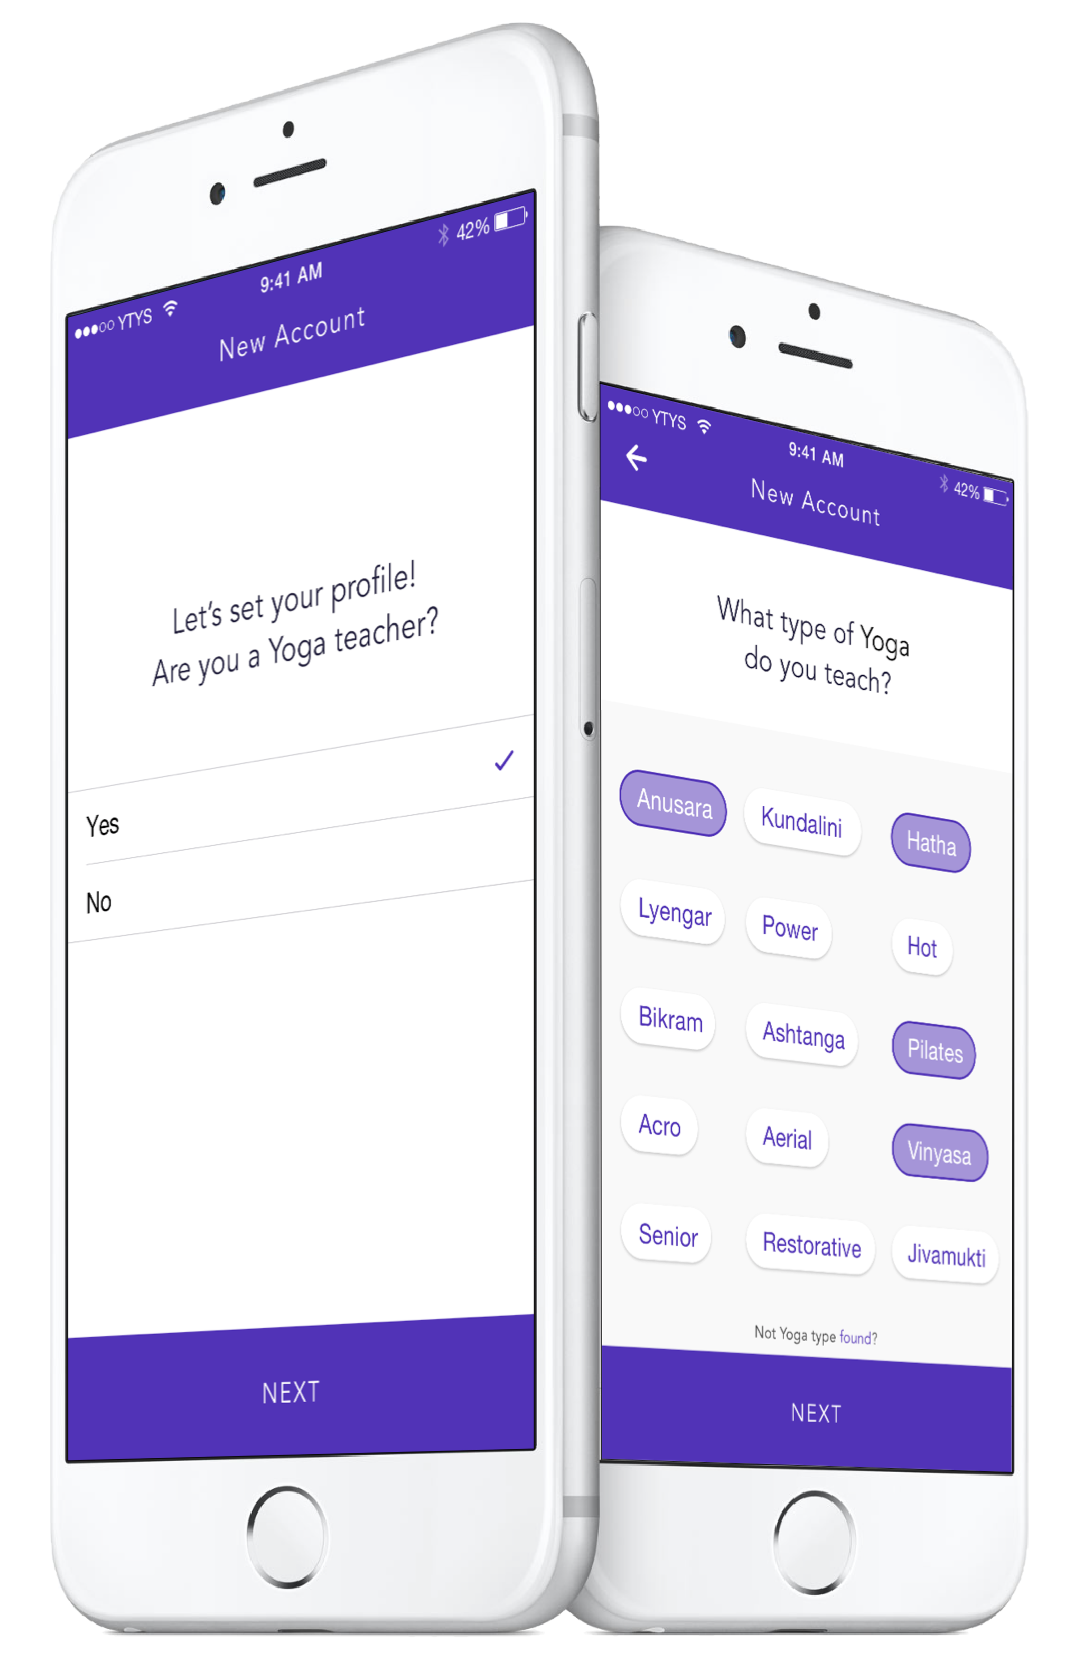 YTYS
9:41 AM
42%
New Account
Let's set your profile!
Are you a Yoga teacher?
Yes
No
NEXT
YTYS
9:41 AM
42%
New Account
What type of Yoga
do you teach?
Anusara Kundalini Hatha
Lyengar Power Hot
Bikram Ashtanga Pilates
Acro Aerial Vinyasa
Senior Restorative Jivamukti
Not Yoga type found?
NEXT